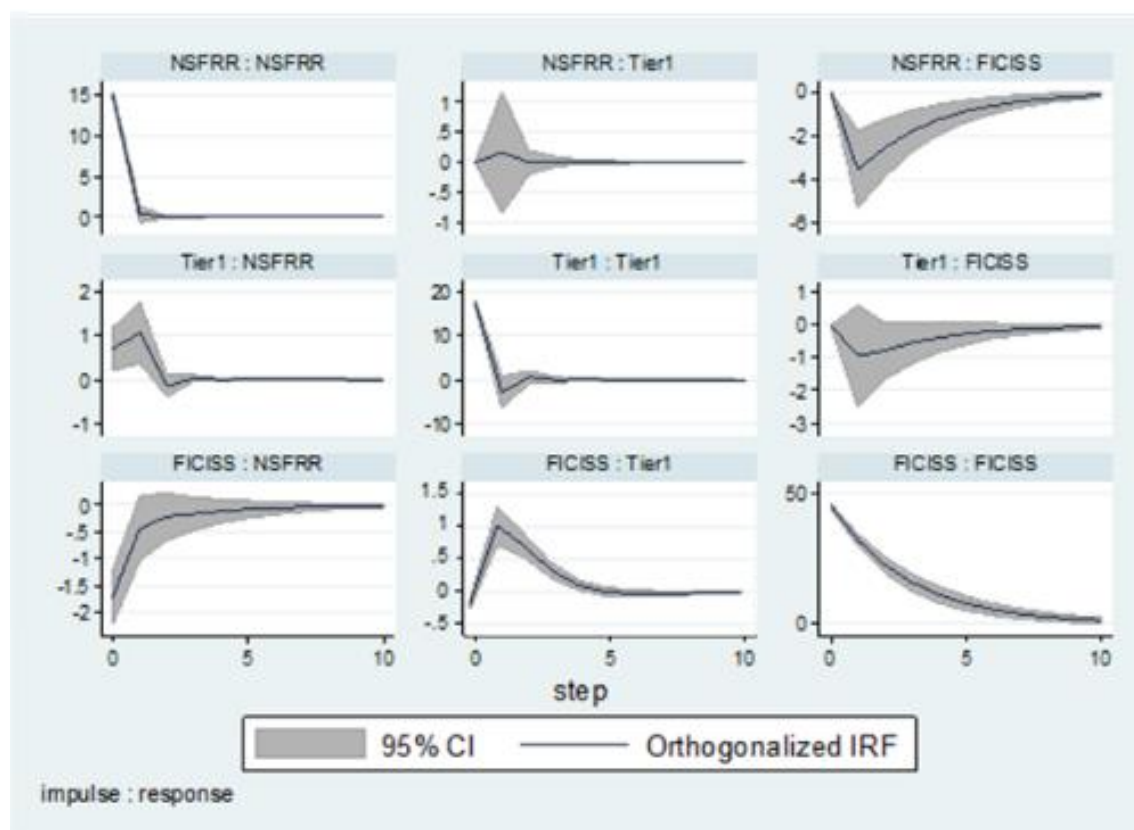 NSFRR : NSFRR
NSFRR : Tier1
NSFRR : FICISS
15
10
5
0
1
.5
0
-.5
-1
0
-2
-4
-6
Tier1 : NSFRR
Tier1 : Tier1
Tier1 : FICISS
2
1
0
-1
20
10
0
-10
1
0
-1
-2
-3
FICISS : NSFRR
FICISS : Tier1
FICISS : FICISS
0
-.5
-1
-1.5
-2
1.5
1
.5
0
-.5
50
0
0 5 10
0 5 10
0 5 10
step
95% CI
Orthogonalized IRF
impulse : response